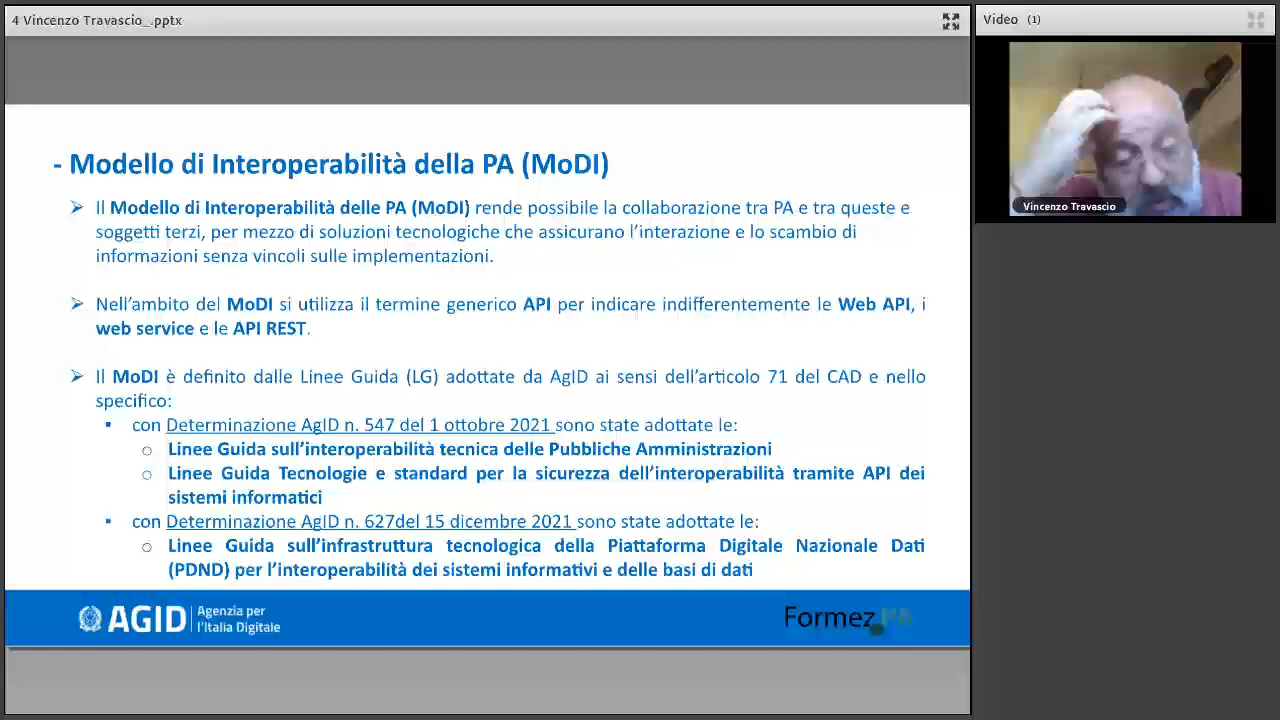 4 Vincenzo Travascio_.pptx
Video (1)
Vincenzo Travascio
- Modello di Interoperabilità della PA (MoDI)
Il Modello di Interoperabilità delle PA (MoDI) rende possibile la collaborazione tra PA e tra queste e
soggetti terzi, per mezzo di soluzioni tecnologiche che assicurano l’interazione e lo scambio di
informazioni senza vincoli sulle implementazioni.
Nell’ambito del MoDI si utilizza il termine generico API per indicare indifferentemente le Web API, i
web service e le API REST.
Il MoDI è definito dalle Linee Guida (LG) adottate da AgID ai sensi dell’articolo 71 del CAD e nello
specifico:
con Determinazione AgID n. 547 del 1 ottobre 2021 sono state adottate le:
Linee Guida sull’interoperabilità tecnica delle Pubbliche Amministrazioni
Linee Guida Tecnologie e standard per la sicurezza dell’interoperabilità tramite API dei
sistemi informatici
con Determinazione AgID n. 627del 15 dicembre 2021 sono state adottate le:
Linee Guida sull’infrastruttura tecnologica della Piattaforma Digitale Nazionale Dati
(PDND) per l’interoperabilità dei sistemi informativi e delle basi di dati
AGID
Agenzia per
l’Italia Digitale
Formez PA